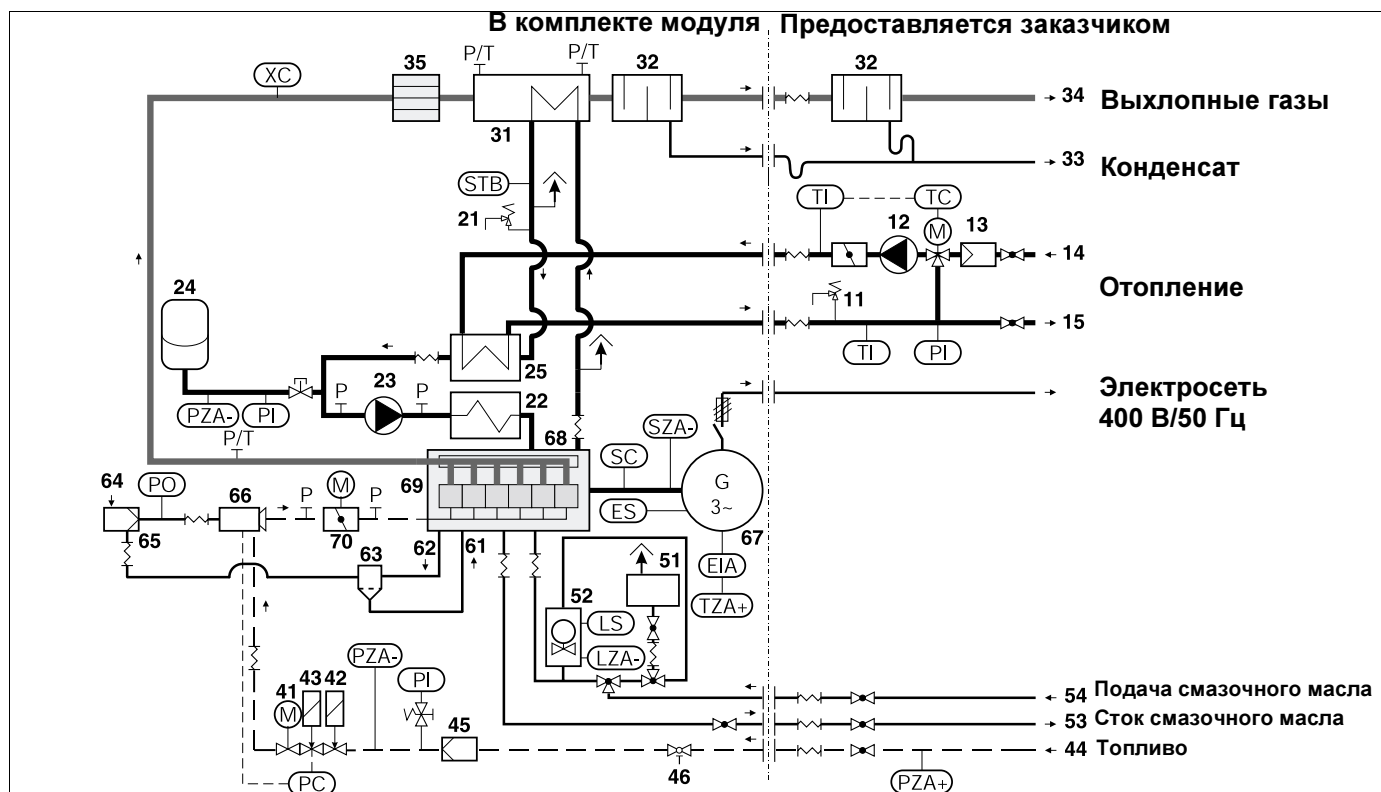 В комплекте модуля
Предоставляется заказчиком
P/T
P/T
XC
35
32
32
34 Выхлопные газы
31
33 Конденсат
STB
21
TI
TC
12
M
13
14
Отопление
24
11
15
25
TI
PI
23
22
P
P
PZA-
PI
P/T
68
SZA-
SC
Электросеть
400 В/50 Гц
64
PO
66
P
M
P
69
G
3~
ES
65
70
62
61
67
63
51
EIA
52
LS
TZA+
LZA-
PZA-
PI
43
42
41
M
45
54 Подача смазочного масла
53 Сток смазочного масла
44 Топливо
46
PC
PZA+